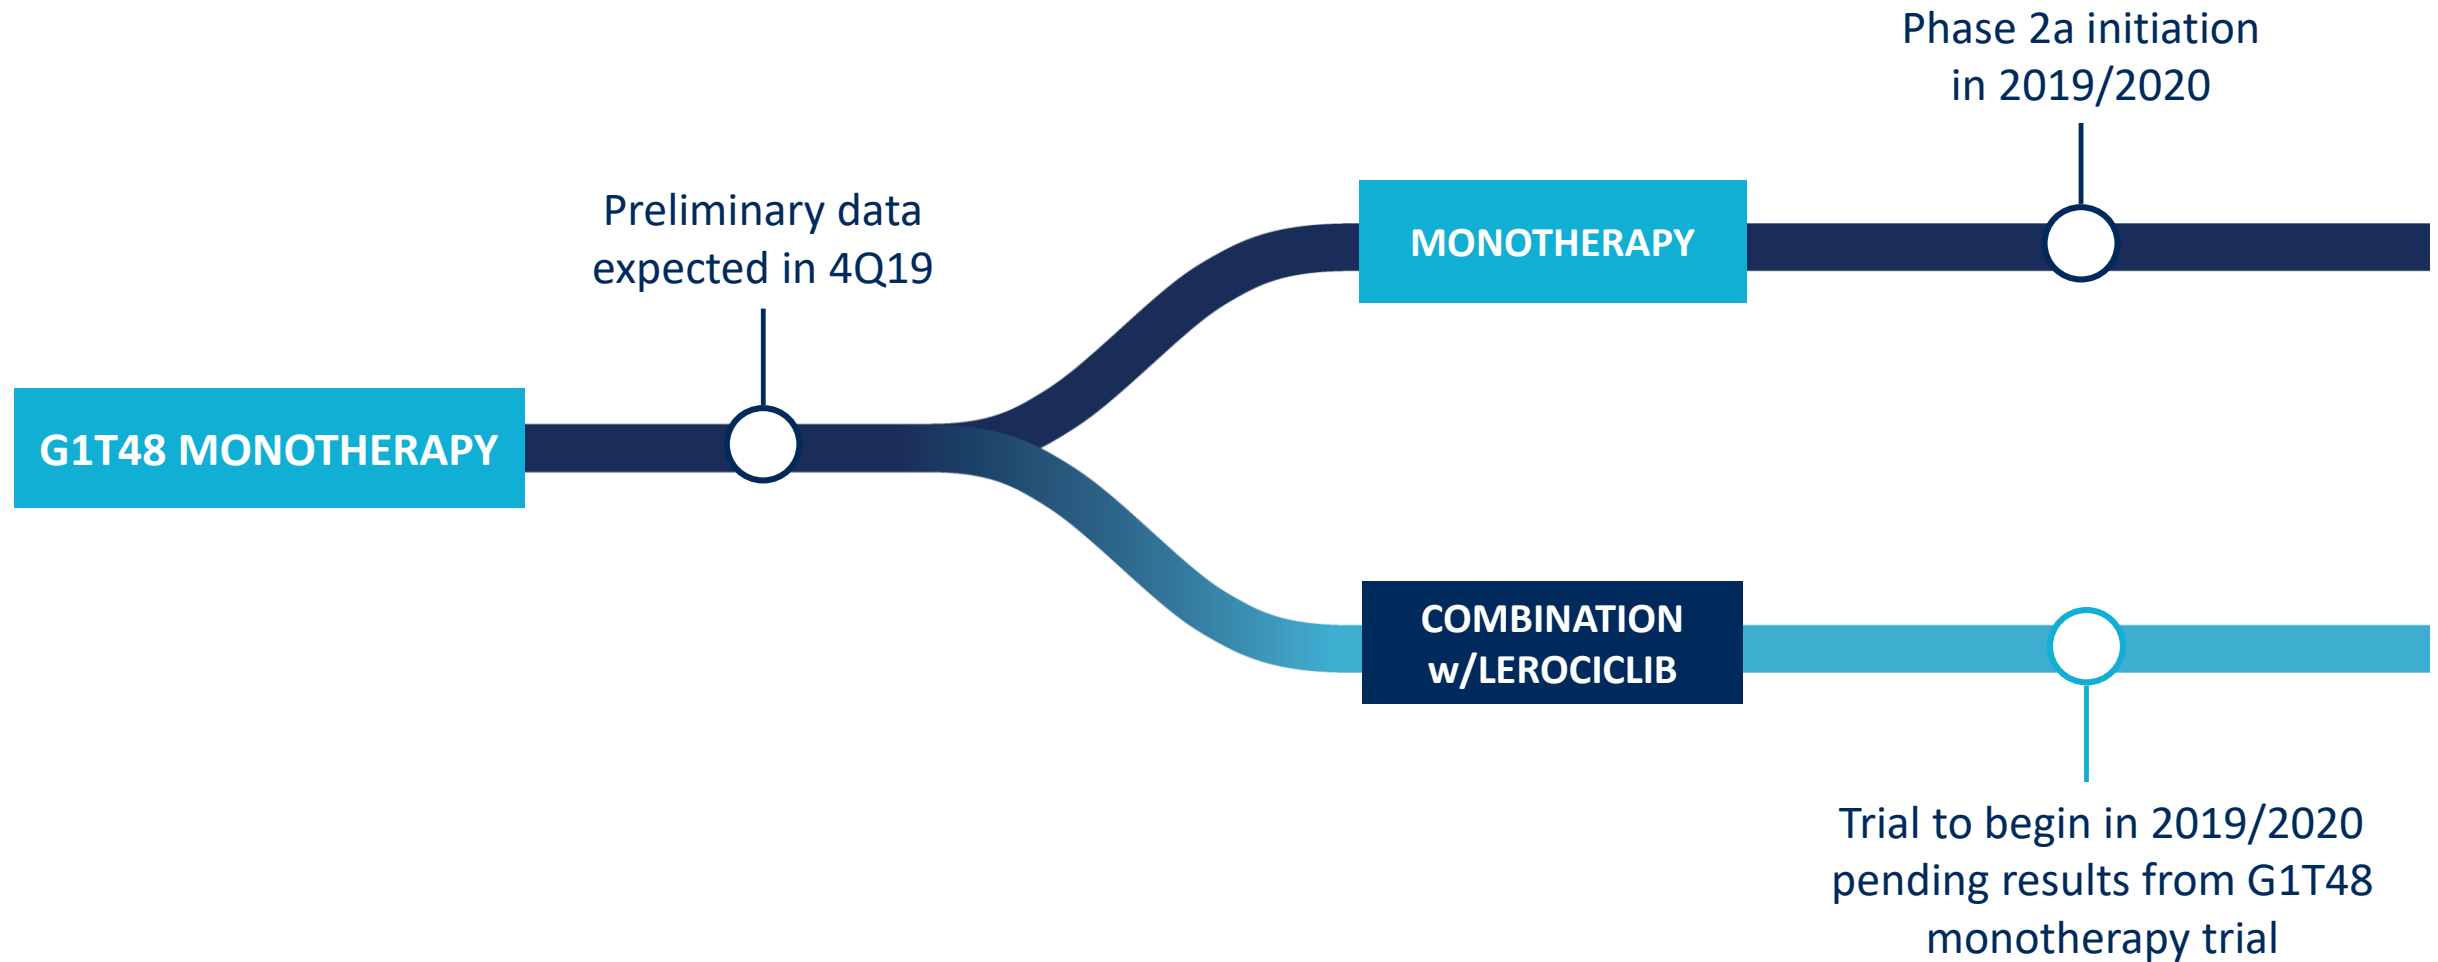 Phase 2a initiation
in 2019/2020
Preliminary data
expected in 4Q19
MONOTHERAPY
G1T48 MONOTHERAPY
COMBINATION
w/LEROCICLIB
Trial to begin in 2019/2020
pending results from G1T48
monotherapy trial